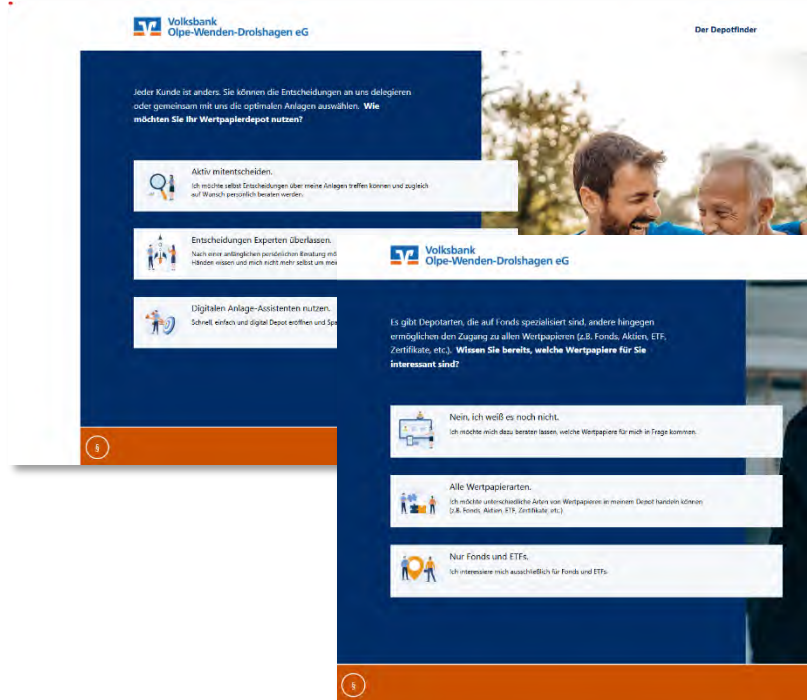 Volksbank
Olpe-Wenden-Drolshagen eG
Der Depotfinder
Jeder Kunde ist anders. Sie können die Entscheidungen an uns delegieren
oder gemeinsam mit uns die optimalen Anlagen auswählen. Wie
möchten Sie Ihr Wertpapierdepot nutzen?
Aktiv mitentscheiden.
Ich möchte selbst Entscheidungen über meine Anlagen treffen können und zugleich
auf Wunsch persönlich beraten werden.
Entscheidungen Experten überlassen.
Nach einer anfänglichen persönlichen Beratung
Händen wissen und mich nicht mehr selbst um
Digitalen Anlage-Assistenten nutzen.
Schnell, einfach und digital Depot eröffnen und
§
Volksbank
Olpe-Wenden-Drolshagen eG
Es gibt Depotarten, die auf Fonds spezialisiert sind, andere hingegen
ermöglichen den Zugang zu allen Wertpapieren (z.B. Fonds, Aktien, ETF,
Zertifikate, etc.). Wissen Sie bereits, welche Wertpapiere für Sie
interessant sind?
Nein, ich weiß es noch nicht.
Ich möchte mich dazu beraten lassen, welche Wertpapiere für mich in Frage kommen.
Alle Wertpapierarten.
Ich möchte unterschiedliche Arten von Wertpapieren in meinem Depot handeln können
(z.B. Fonds, Aktien, ETF, Zertifikate, etc.)
Nur Fonds und ETFs.
Ich interessiere mich ausschließlich für Fonds und ETFs.
§